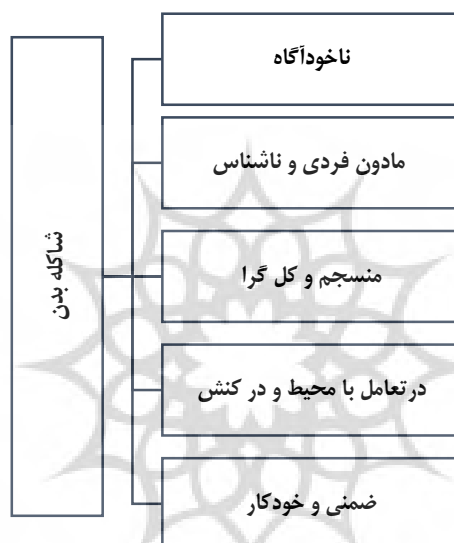 شاکله بدن
ناخودآگاه
مادون فردی و ناشناس
منسجم و کل گرا
درتعامل با محیط و در کنش
ضمنی و خودکار